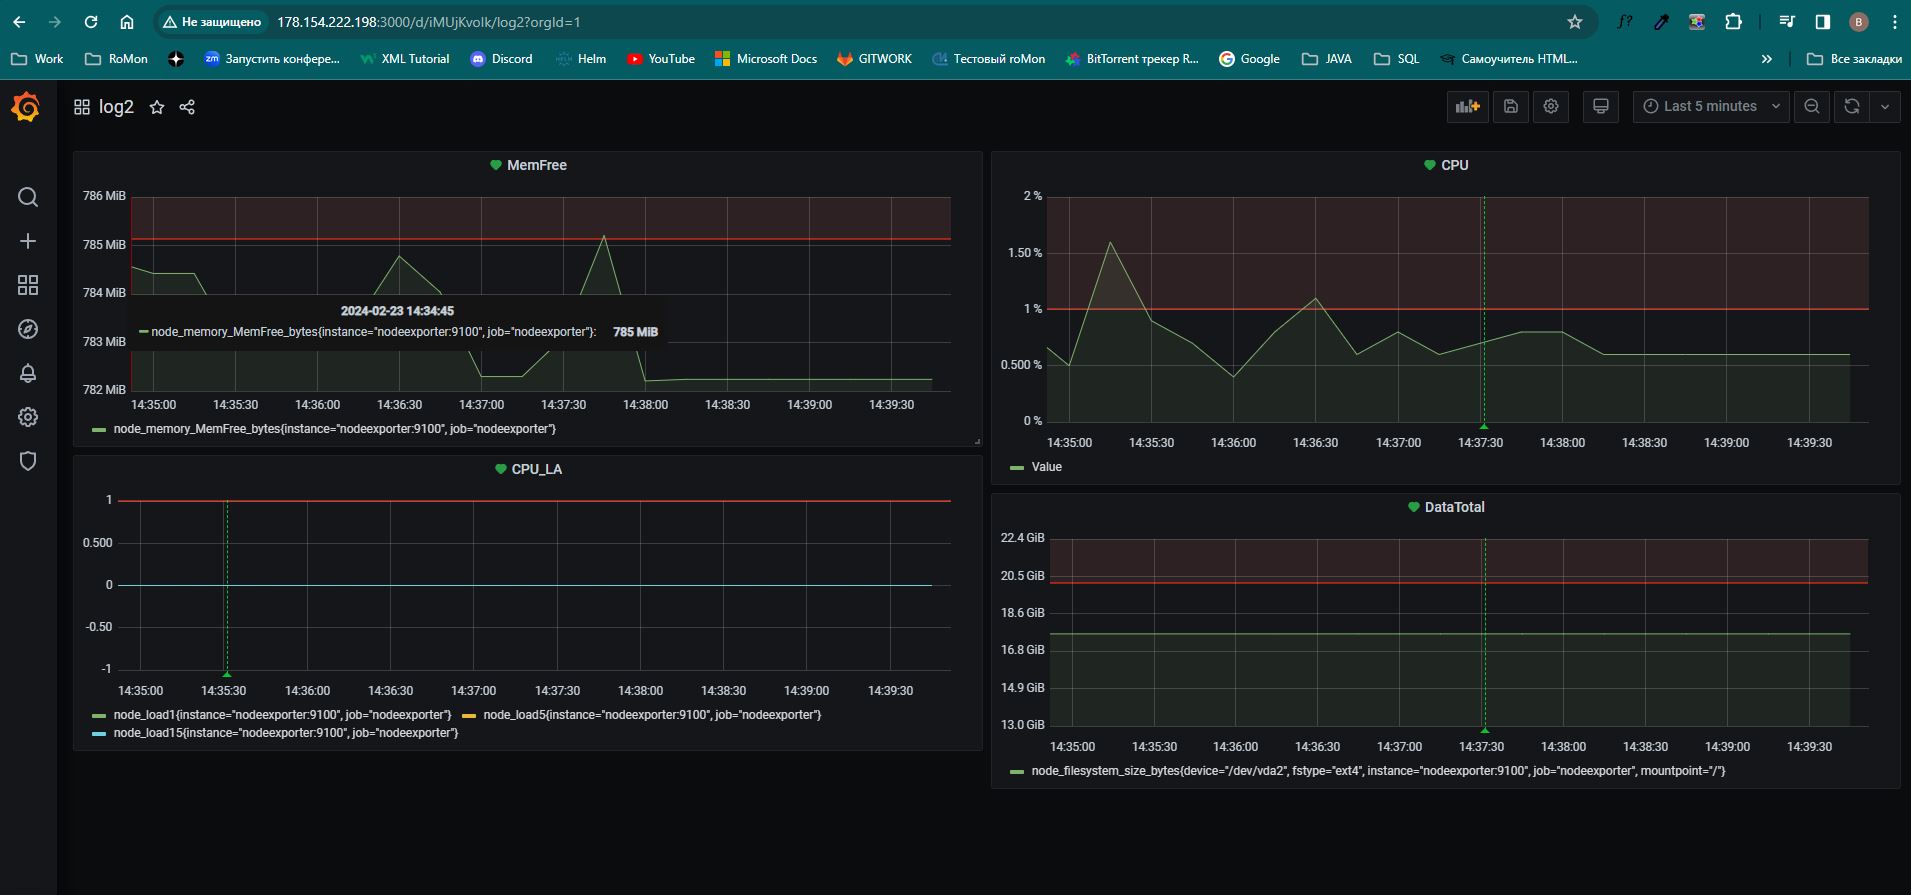 Не защищено 178.154.222.198:3000/d/iMUjKvolk/log2?orgId=1
Work RoMon Запустить конфере... XML Tutorial Discord Helm YouTube Microsoft Docs GITWORK Тестовый roMon BitTorrent трекер R... Google JAVA SQL Самоучитель HTML... » Все закладки
log2 Last 5 minutes
MemFree
786 MiB
785 MiB
784 MiB
783 MiB
782 MiB
2024-02-23 14:34:45
node_memory_MemFree_bytes{instance="nodeexporter:9100", job="nodeexporter"}: 785 MiB
14:35:00 14:35:30 14:36:00 14:36:30 14:37:00 14:37:30 14:38:00 14:38:30 14:39:00 14:39:30
node_memory_MemFree_bytes{instance="nodeexporter:9100", job="nodeexporter"}
CPU
2 %
1.50 %
1 %
0.500 %
0 %
14:35:00 14:35:30 14:36:00 14:36:30 14:37:00 14:37:30 14:38:00 14:38:30 14:39:00 14:39:30
Value
CPU_LA
1
0.500
0
-0.50
-1
14:35:00 14:35:30 14:36:00 14:36:30 14:37:00 14:37:30 14:38:00 14:38:30 14:39:00 14:39:30
node_load1{instance="nodeexporter:9100", job="nodeexporter"} node_load5{instance="nodeexporter:9100", job="nodeexporter"}
node_load15{instance="nodeexporter:9100", job="nodeexporter"}
DataTotal
22.4 GiB
20.5 GiB
18.6 GiB
16.8 GiB
14.9 GiB
13.0 GiB
14:35:00 14:35:30 14:36:00 14:36:30 14:37:00 14:37:30 14:38:00 14:38:30 14:39:00 14:39:30
node_filesystem_size_bytes{device="/dev/vda2", fstype="ext4", instance="nodeexporter:9100", job="nodeexporter", mountpoint="/"}